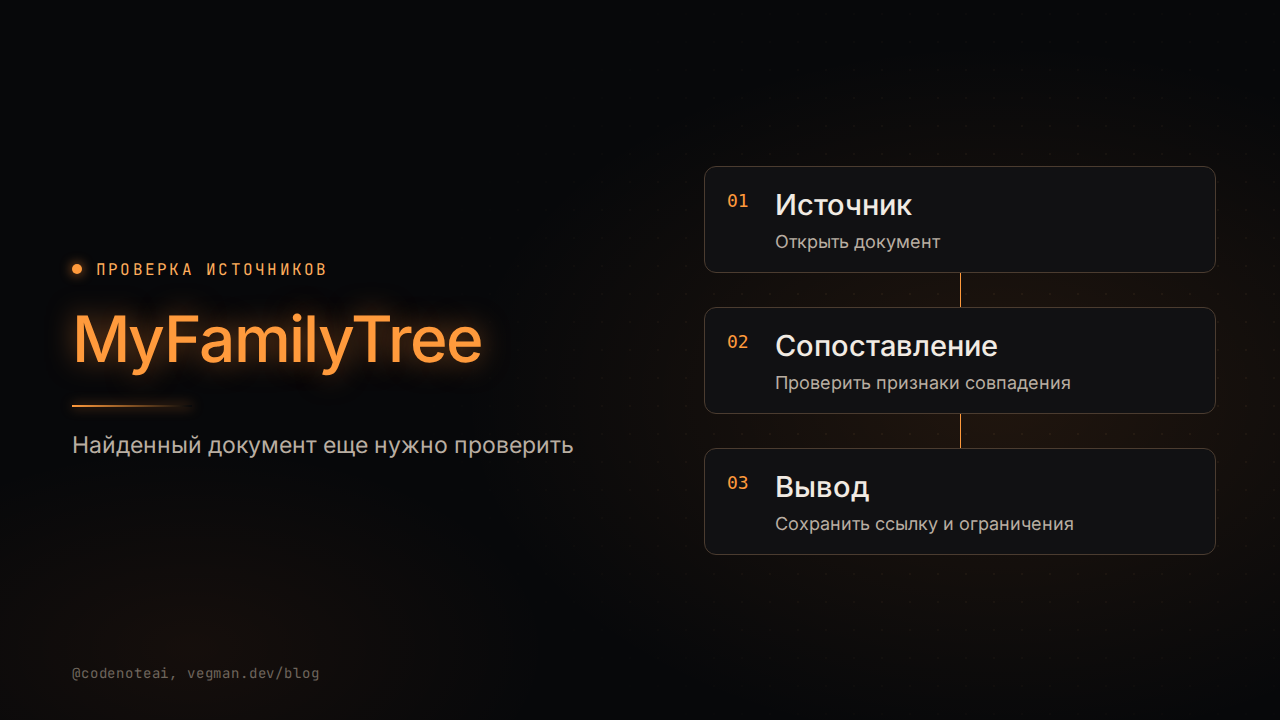 ПРОВЕРКА ИСТОЧНИКОВ
MyFamilyTree
Найденный документ еще нужно проверить
01
Источник
Открыть документ
02
Сопоставление
Проверить признаки совпадения
03
Вывод
Сохранить ссылку и ограничения
@codenoteai, vegman.dev/blog